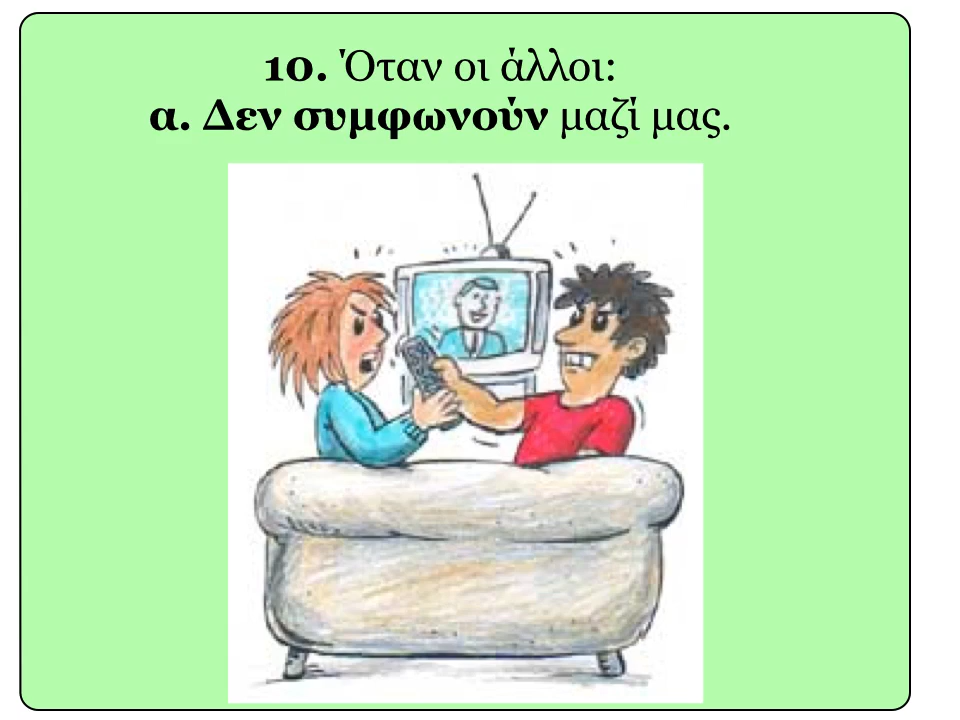 10. Όταν οι άλλοι:
α. Δεν συμφωνούν μαζί μας.